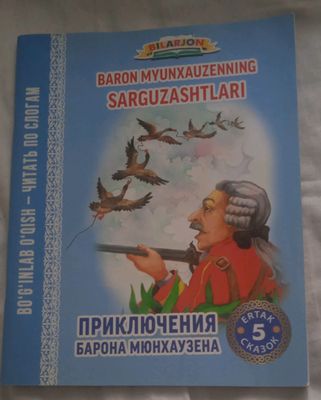 BILARJON
BARON MYUNXAUZENNING
SARGUZASHTLARI
BO'G'INLAB O'QISH – ЧИТАТЬ ПО СЛОГАМ
ПРИКЛЮЧЕНИЯ
БАРОНА МЮНХАУЗЕНА
ERTAK
5
СКАЗОК